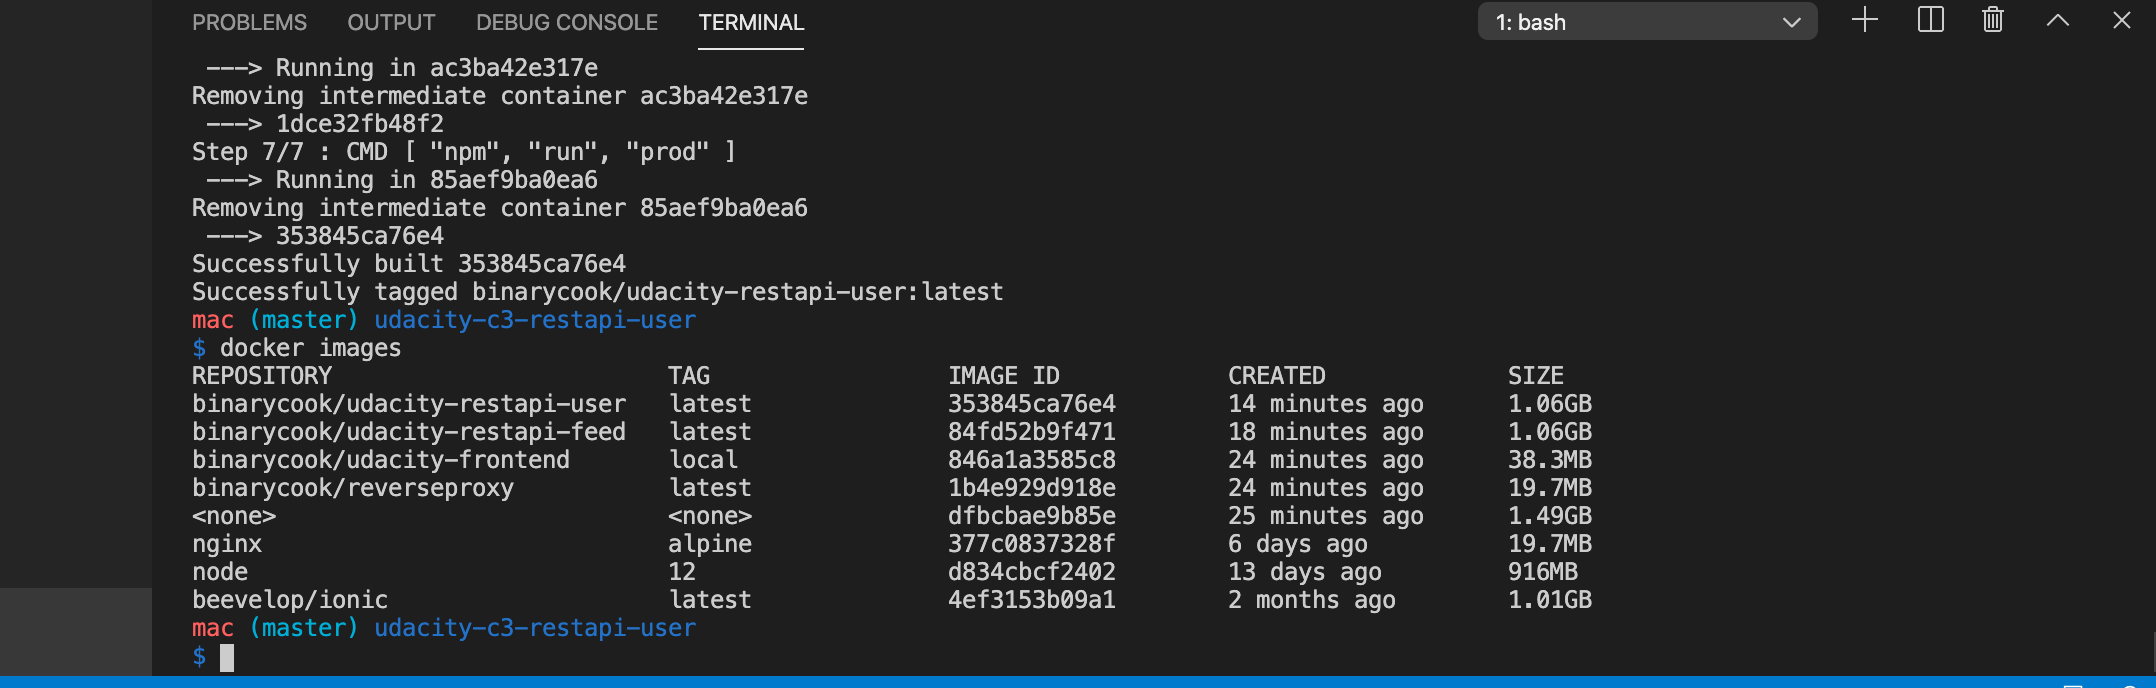 PROBLEMS OUTPUT DEBUG CONSOLE TERMINAL 1: bash
---> Running in ac3ba42e317e
Removing intermediate container ac3ba42e317e
---> 1dce32fb48f2
Step 7/7 : CMD [ "npm", "run", "prod" ]
---> Running in 85aef9ba0ea6
Removing intermediate container 85aef9ba0ea6
---> 353845ca76e4
Successfully built 353845ca76e4
Successfully tagged binarycook/udacity-restapi-user:latest
mac (master) udacity-c3-restapi-user
$ docker images
REPOSITORY TAG IMAGE ID CREATED SIZE
binarycook/udacity-restapi-user latest 353845ca76e4 14 minutes ago 1.06GB
binarycook/udacity-restapi-feed latest 84fd52b9f471 18 minutes ago 1.06GB
binarycook/udacity-frontend local 846a1a3585c8 24 minutes ago 38.3MB
binarycook/reverseproxy latest 1b4e929d918e 24 minutes ago 19.7MB
<none> <none> dfbcbae9b85e 25 minutes ago 1.49GB
nginx alpine 377c0837328f 6 days ago 19.7MB
node 12 d834cbcf2402 13 days ago 916MB
beevelop/ionic latest 4ef3153b09a1 2 months ago 1.01GB
mac (master) udacity-c3-restapi-user
$